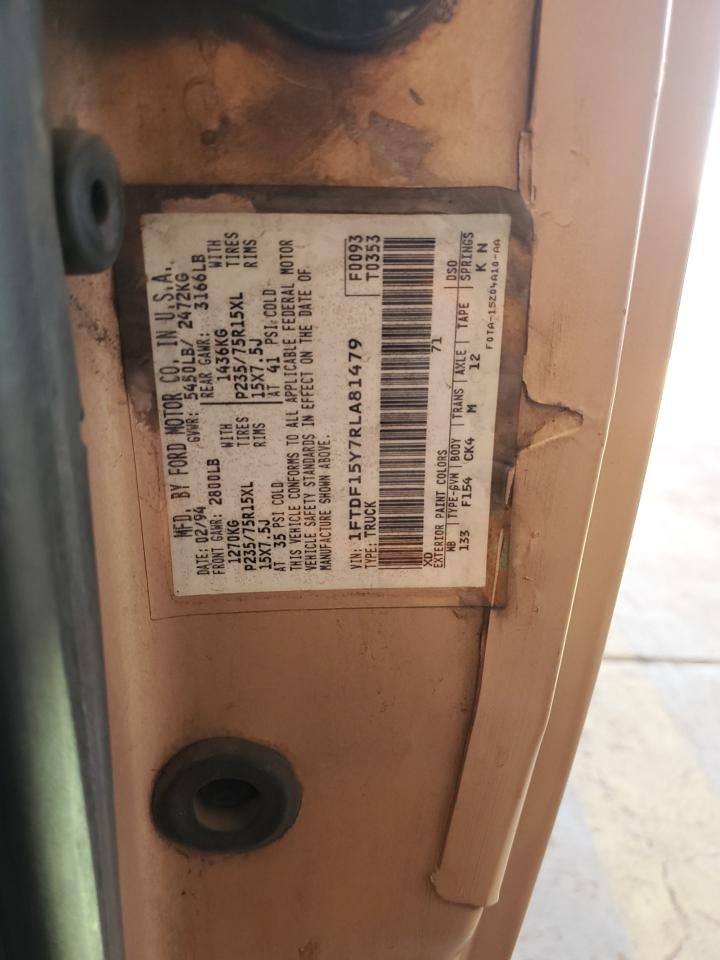 MFD. BY FORD MOTOR CO. IN U.S.A.
DATE: 02/94 GVWR: 5450LB/ 2472KG
FRONT GAWR: 2800LB REAR GAWR: 3166LB
1270KG WITH 1436KG WITH
P235/75R15XL TIRES P235/75R15XL TIRES
15X7.5J RIMS 15X7.5J RIMS
AT 35 PSI COLD AT 41 PSI COLD
THIS VEHICLE CONFORMS TO ALL APPLICABLE FEDERAL MOTOR
VEHICLE SAFETY STANDARDS IN EFFECT ON THE DATE OF
MANUFACTURE SHOWN ABOVE.
VIN: 1FTDF15Y7RLA81479 F0093
TYPE: TRUCK T0353
XD 71
EXTERIOR PAINT COLORS DSO
WB TYPE-GVW BODY TRANS AXLE TAPE SPRINGS
133 F154 CK4 M 12 K N
F0TA-15204A10-AA